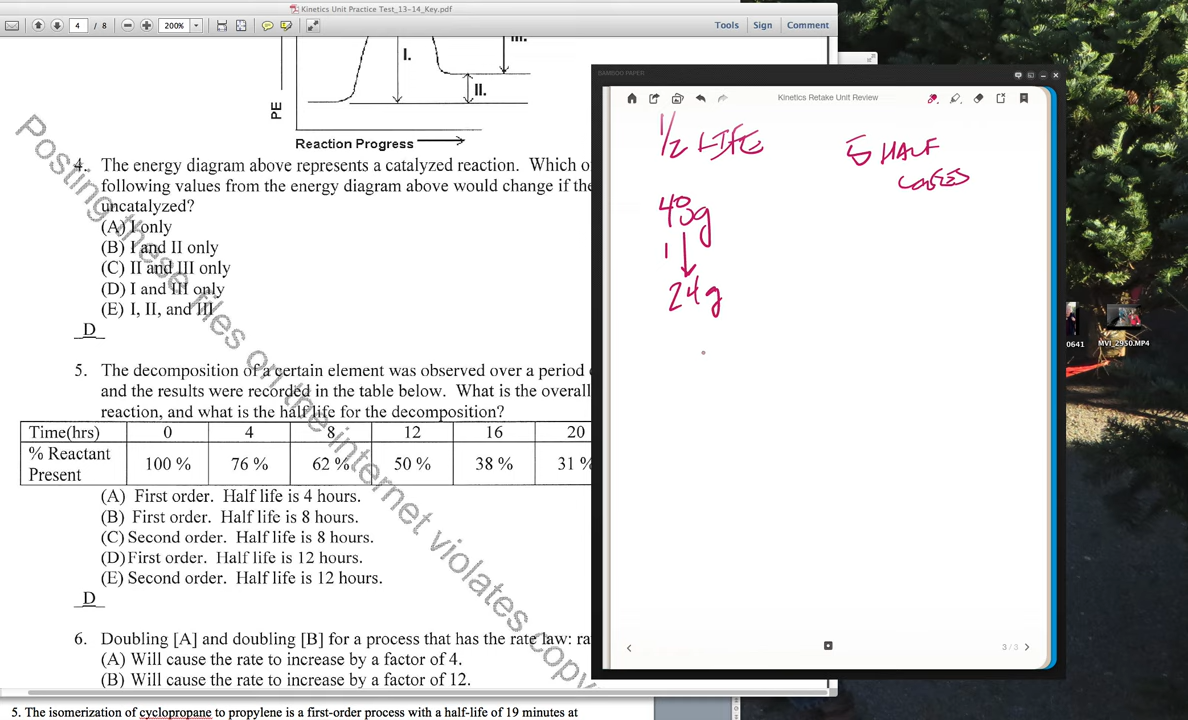 Kinetics Unit Practice Test_13-14_Key.pdf
4 / 8
200%
Tools
Sign
Comment
PE
I.
II.
III.
Reaction Progress
4. The energy diagram above represents a catalyzed reaction. Which o
following values from the energy diagram above would change if the
uncatalyzed?
(A) I only
(B) I and II only
(C) II and III only
(D) I and III only
(E) I, II, and III
D
5. The decomposition of a certain element was observed over a period
and the results were recorded in the table below. What is the overall
reaction, and what is the half life for the decomposition?
Time(hrs) 0 4 8 12 16 20
% Reactant Present 100 % 76 % 62 % 50 % 38 % 31 %
(A) First order. Half life is 4 hours.
(B) First order. Half life is 8 hours.
(C) Second order. Half life is 8 hours.
(D) First order. Half life is 12 hours.
(E) Second order. Half life is 12 hours.
D
6. Doubling [A] and doubling [B] for a process that has the rate law: ra
(A) Will cause the rate to increase by a factor of 4.
(B) Will cause the rate to increase by a factor of 12.
5. The isomerization of cyclopropane to propylene is a first-order process with a half-life of 19 minutes at
Posting these files on the internet violates copy
BAMBOO PAPER
Kinetics Retake Unit Review
1/2 LIFE
5 HALF
48g
1
24g
3 / 3
0641
MVI_2950.MP4